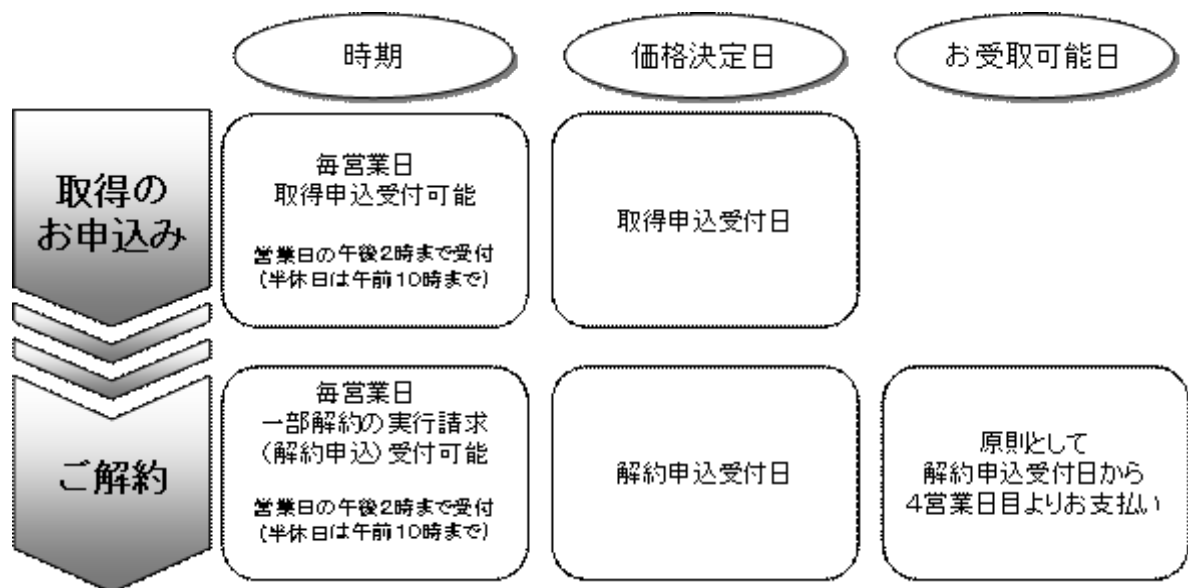 時期
価格決定日
お受取可能日
取得の
お申込み
毎営業日
取得申込受付可能
営業日の午後2時まで受付
(半休日は午前10時まで)
取得申込受付日
ご解約
毎営業日
一部解約の実行請求
(解約申込)受付可能
営業日の午後2時まで受付
(半休日は午前10時まで)
解約申込受付日
原則として
解約申込受付日から
4営業日目よりお支払い